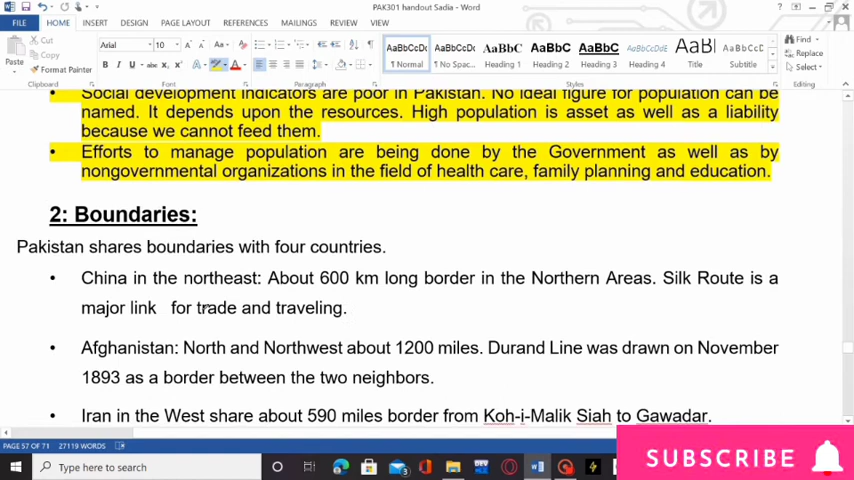 PAK301 handout Sadia - Word
FILE HOME INSERT DESIGN PAGE LAYOUT REFERENCES MAILINGS REVIEW VIEW
Paste
Cut
Copy
Format Painter
Arial 10
B I U
AaBbCcDc AaBbCcDc AaBbC AaBbC AaBbC AaBbCcDdE AaBl AaBbCcD
¶ Normal ¶ No Spac... Heading 1 Heading 2 Heading 3 Heading 4 Title Subtitle
Find
Replace
Select
Clipboard Font Paragraph Styles Editing
Social development indicators are poor in Pakistan. No ideal figure for population can be
named. It depends upon the resources. High population is asset as well as a liability
because we cannot feed them.
• Efforts to manage population are being done by the Government as well as by
nongovernmental organizations in the field of health care, family planning and education.
2: Boundaries:
Pakistan shares boundaries with four countries.
• China in the northeast: About 600 km long border in the Northern Areas. Silk Route is a
major link for trade and traveling.
• Afghanistan: North and Northwest about 1200 miles. Durand Line was drawn on November
1893 as a border between the two neighbors.
• Iran in the West share about 590 miles border from Koh-i-Malik Siah to Gawadar.
PAGE 57 OF 71 27119 WORDS
SUBSCRIBE
Type here to search